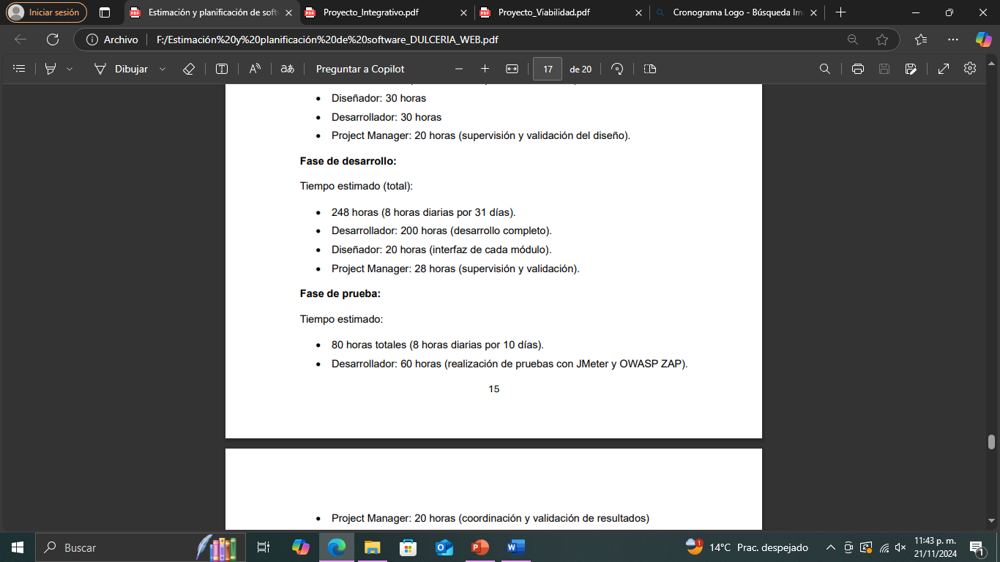 Iniciar sesión
Estimación y planificación de soft
Proyecto_Integrativo.pdf
Proyecto_Viabilidad.pdf
Cronograma Logo - Búsqueda Im
Archivo
F:/Estimación%20y%20planificación%20de%20software_DULCERIA_WEB.pdf
Dibujar
aあ
Preguntar a Copilot
17
de 20
• Diseñador: 30 horas
• Desarrollador: 30 horas
• Project Manager: 20 horas (supervisión y validación del diseño).
Fase de desarrollo:
Tiempo estimado (total):
• 248 horas (8 horas diarias por 31 días).
• Desarrollador: 200 horas (desarrollo completo).
• Diseñador: 20 horas (interfaz de cada módulo).
• Project Manager: 28 horas (supervisión y validación).
Fase de prueba:
Tiempo estimado:
• 80 horas totales (8 horas diarias por 10 días).
• Desarrollador: 60 horas (realización de pruebas con JMeter y OWASP ZAP).
15
• Project Manager: 20 horas (coordinación y validación de resultados)
Buscar
14°C Prac. despejado
11:43 p. m.
21/11/2024